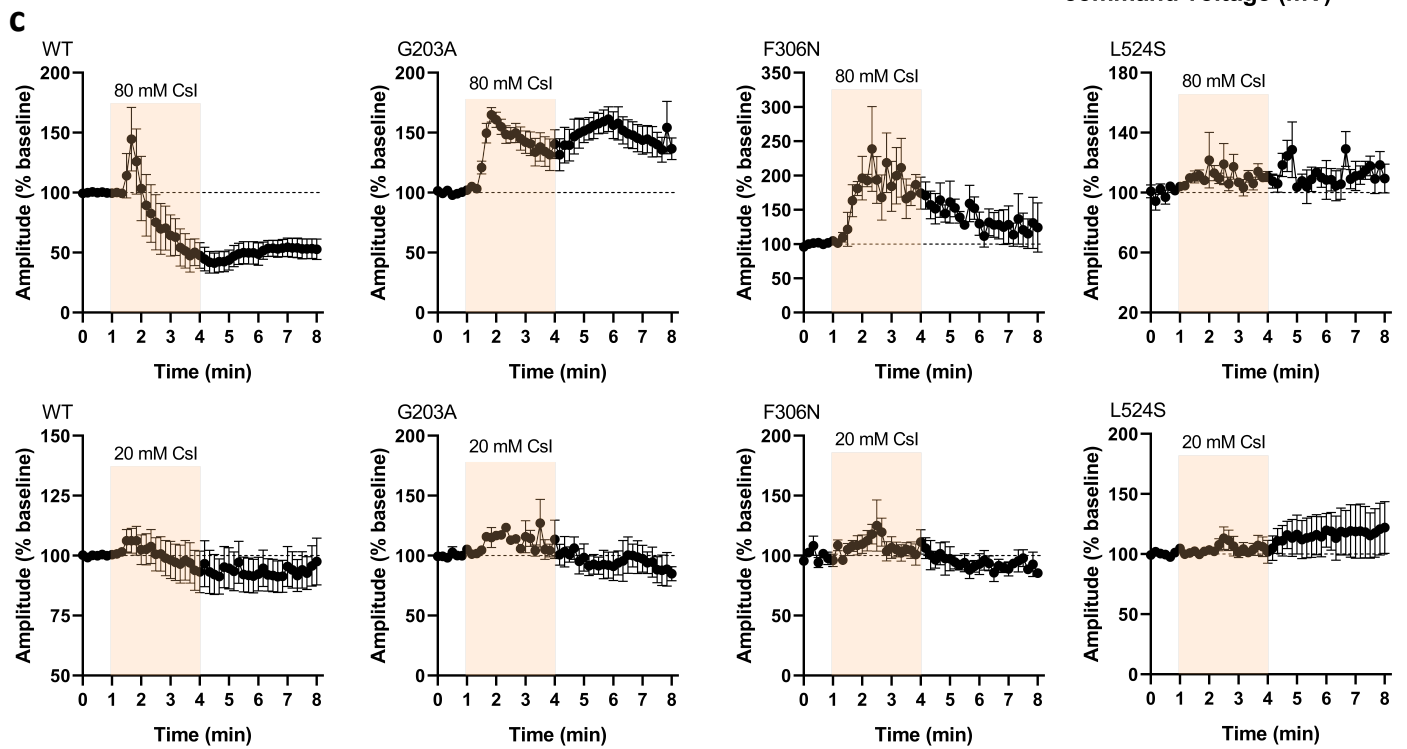 c
WT
80 mM CsI
200
150
100
50
0
Amplitude (% baseline)
0 1 2 3 4 5 6 7 8
Time (min)
G203A
80 mM CsI
200
150
100
50
0
Amplitude (% baseline)
0 1 2 3 4 5 6 7 8
Time (min)
F306N
80 mM CsI
350
300
250
200
150
100
50
0
Amplitude (% baseline)
0 1 2 3 4 5 6 7 8
Time (min)
L524S
80 mM CsI
180
140
100
60
20
Amplitude (% baseline)
0 1 2 3 4 5 6 7 8
Time (min)
WT
20 mM CsI
150
125
100
75
50
Amplitude (% baseline)
0 1 2 3 4 5 6 7 8
Time (min)
G203A
20 mM CsI
200
150
100
50
0
Amplitude (% baseline)
0 1 2 3 4 5 6 7 8
Time (min)
F306N
20 mM CsI
200
150
100
50
0
Amplitude (% baseline)
0 1 2 3 4 5 6 7 8
Time (min)
L524S
20 mM CsI
200
150
100
50
0
Amplitude (% baseline)
0 1 2 3 4 5 6 7 8
Time (min)